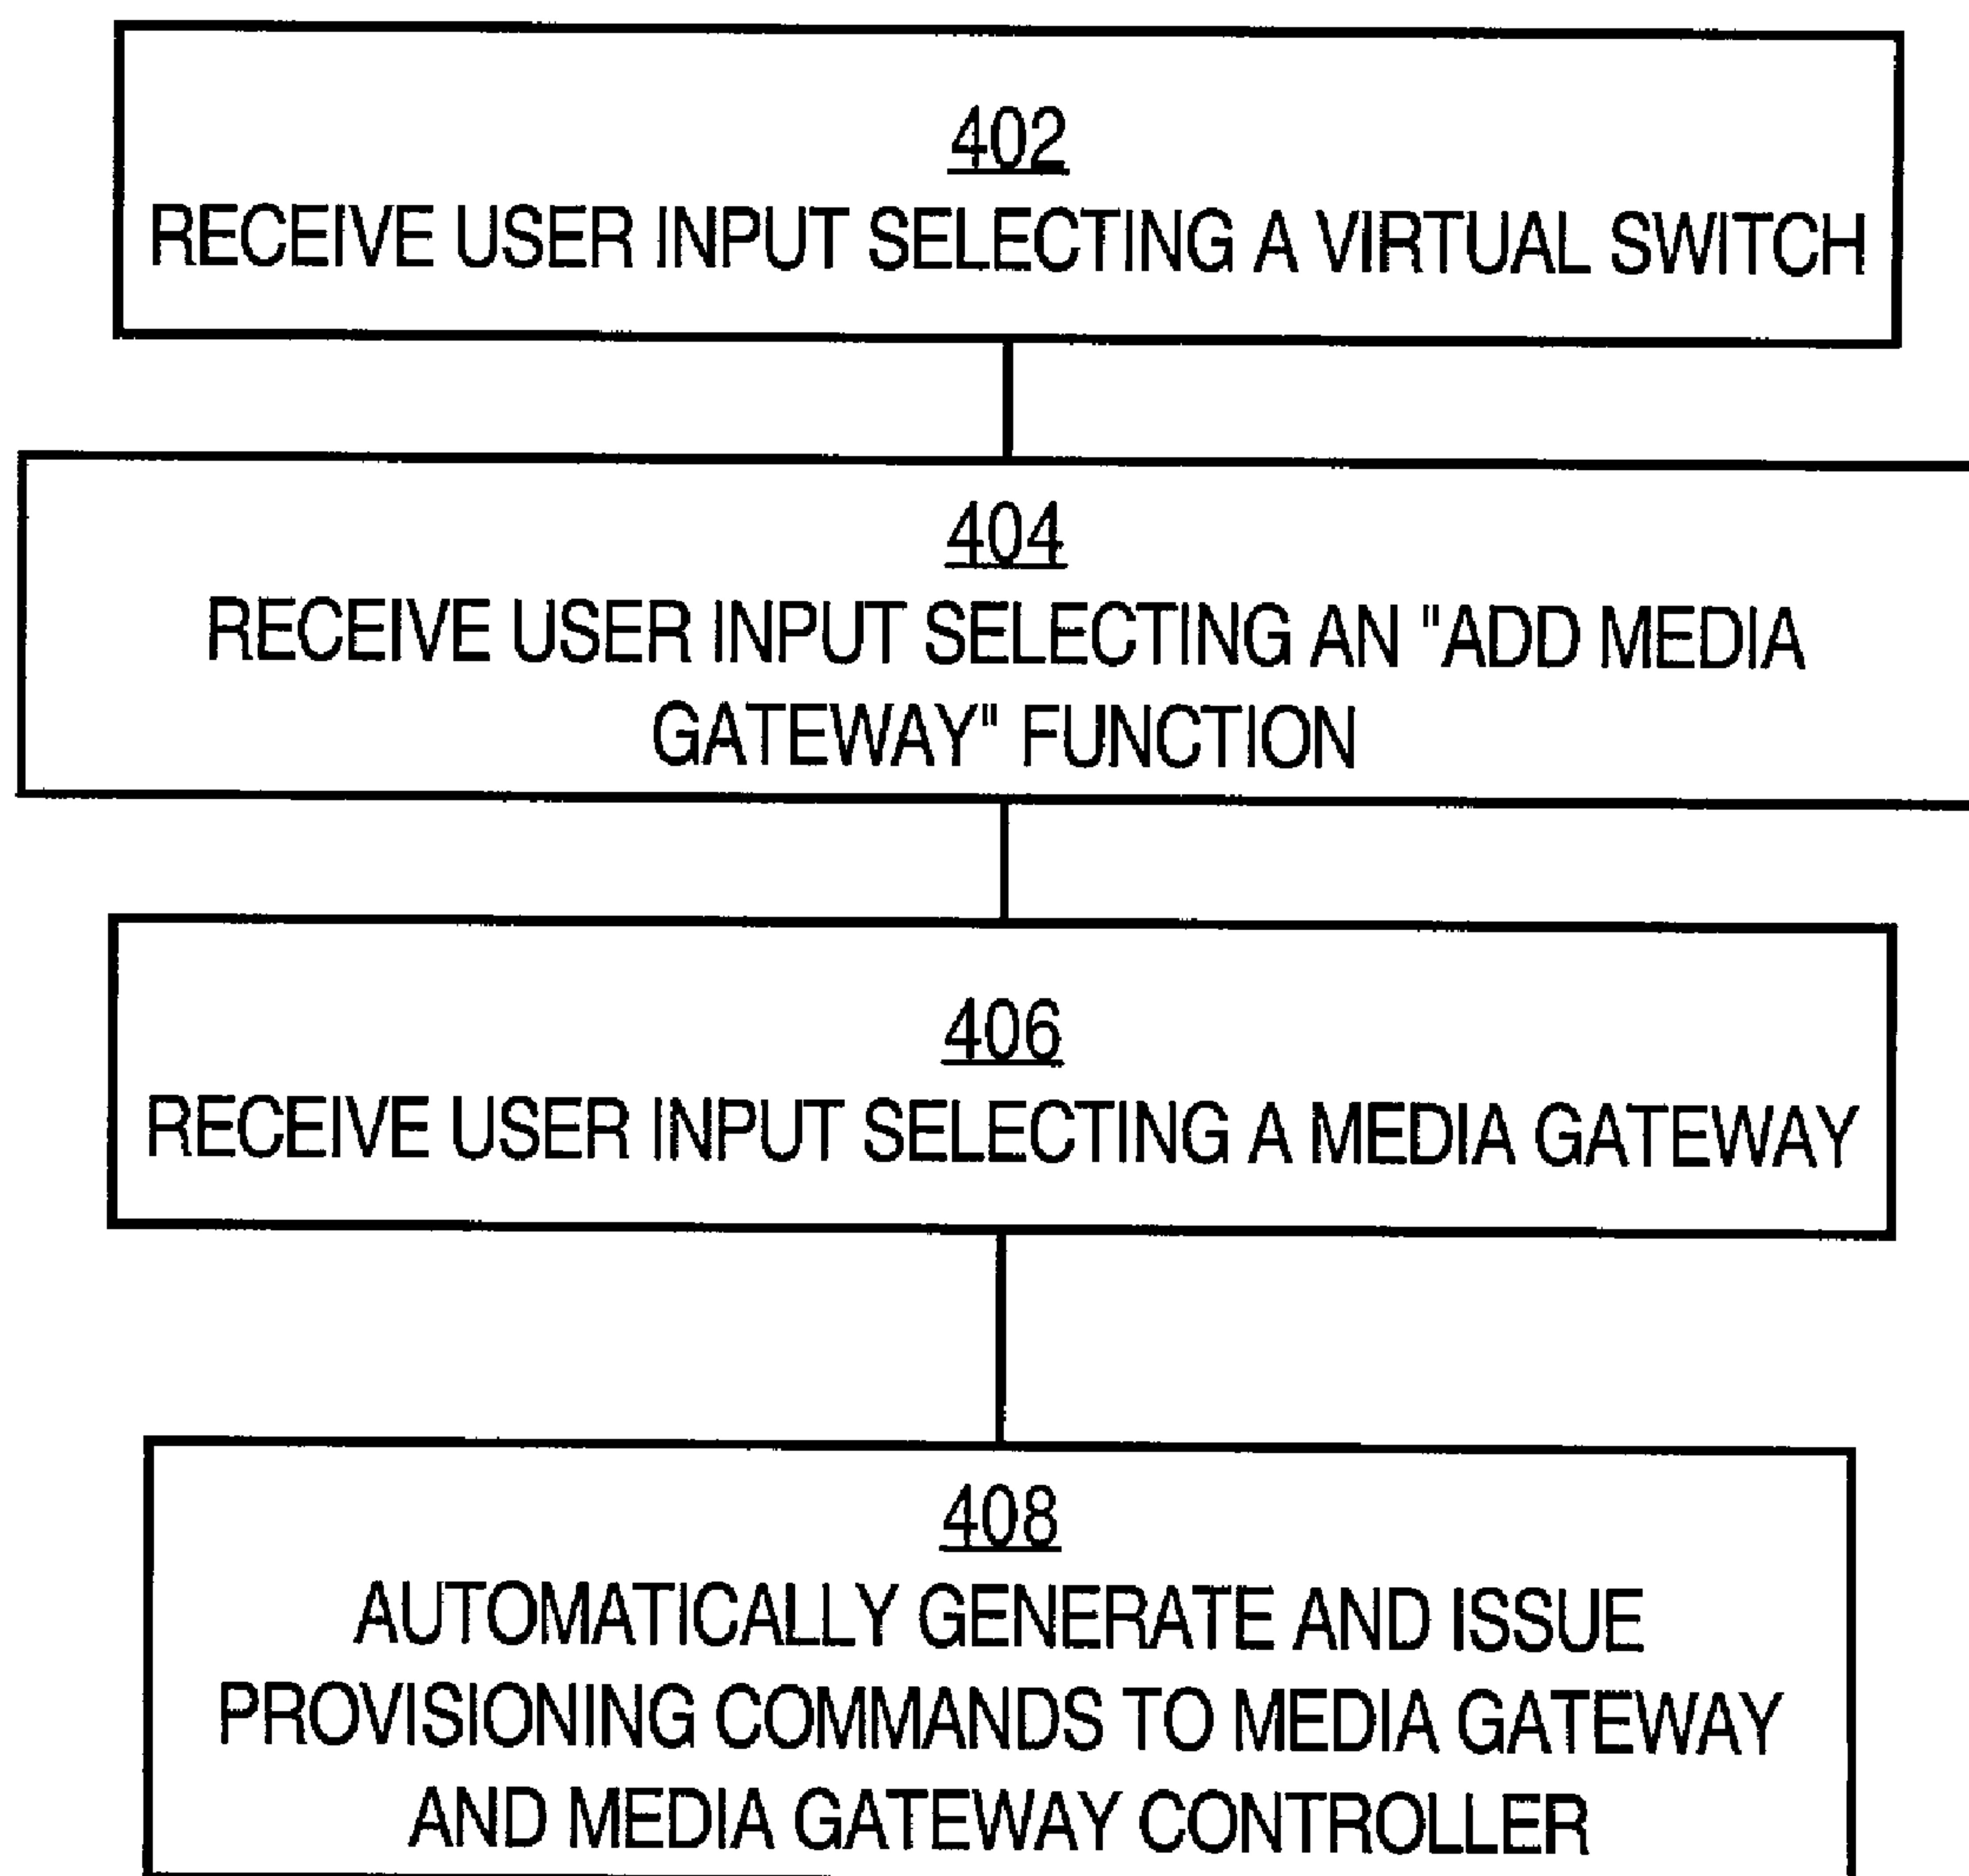 402
RECEIVE USER INPUT SELECTING A VIRTUAL SWITCH
404
RECEIVE USER INPUT SELECTING AN "ADD MEDIA
GATEWAY" FUNCTION
406
RECEIVE USER INPUT SELECTING A MEDIA GATEWAY
408
AUTOMATICALLY GENERATE AND ISSUE
PROVISIONING COMMANDS TO MEDIA GATEWAY
AND MEDIA GATEWAY CONTROLLER